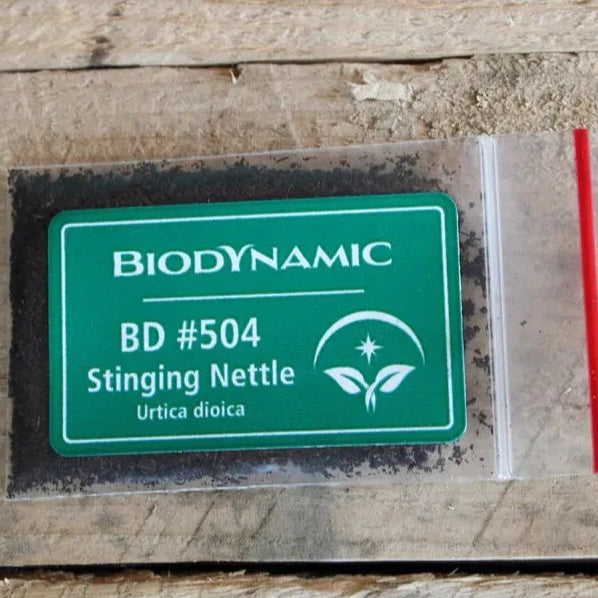 BIODYNAMIC
BD #504
Stinging Nettle
Urtica dioica